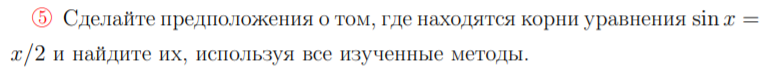 ⑤ Сделайте предположения о том, где находятся корни уравнения sin x =
x/2 и найдите их, используя все изученные методы.